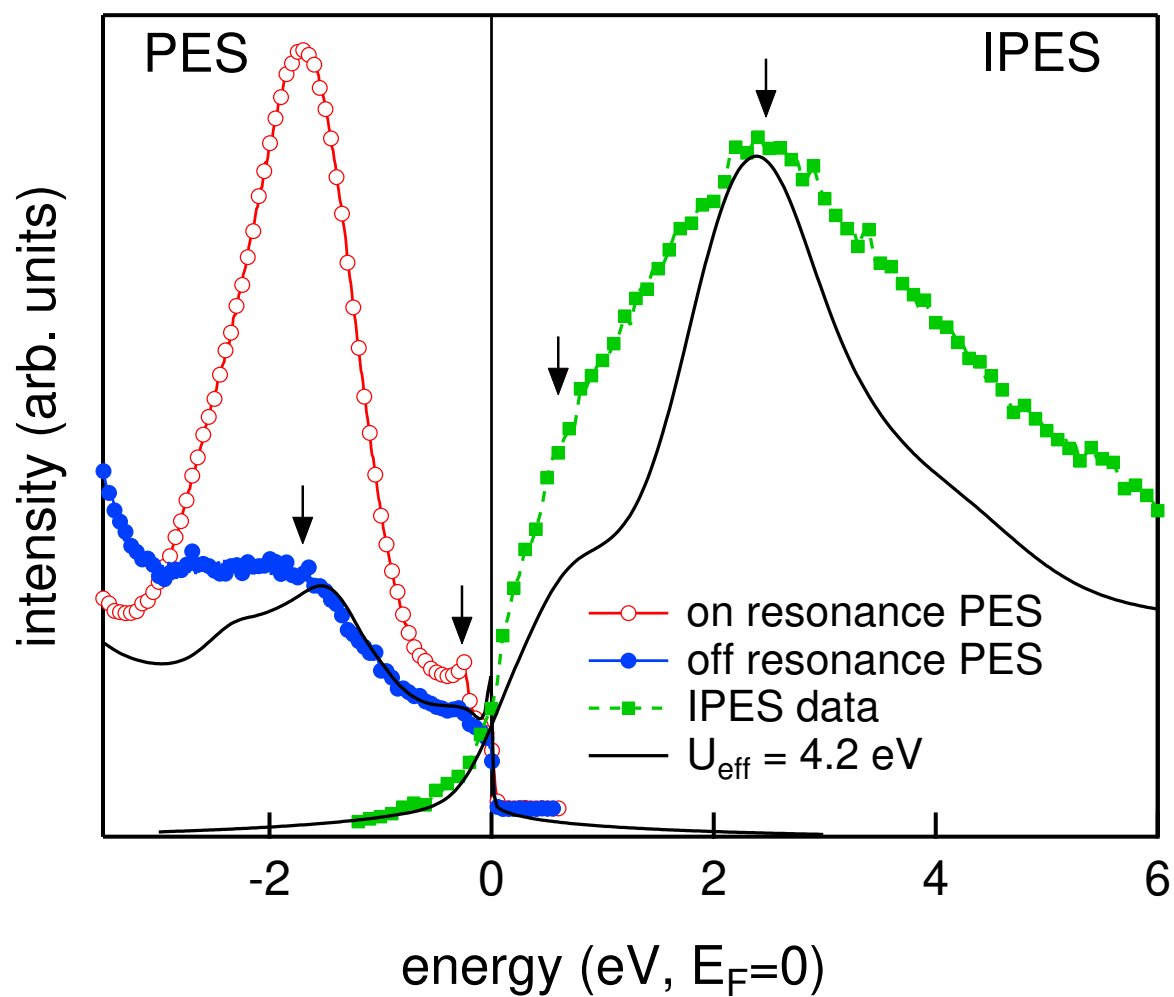 PES
IPES
intensity (arb. units)
on resonance PES
off resonance PES
IPES data
U_eff = 4.2 eV
-2 0 2 4 6
energy (eV, E_F=0)